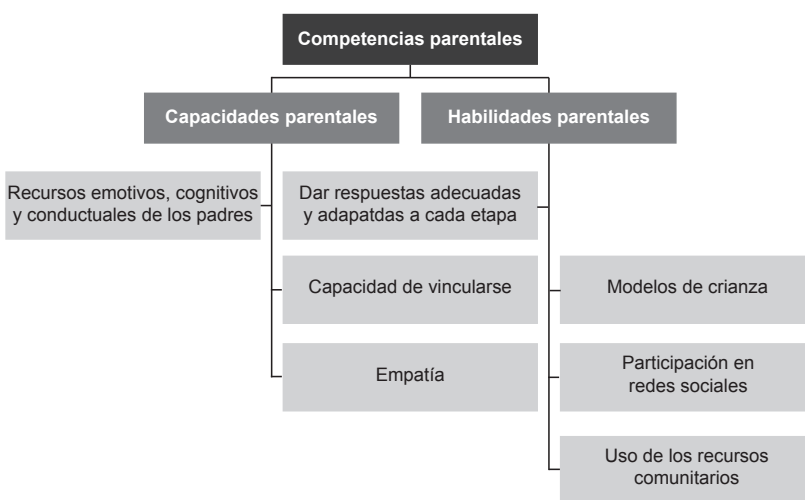 Competencias parentales
Capacidades parentales
Habilidades parentales
Recursos emotivos, cognitivos
y conductuales de los padres
Dar respuestas adecuadas
y adapatdas a cada etapa
Capacidad de vincularse
Modelos de crianza
Empatía
Participación en
redes sociales
Uso de los recursos
comunitarios